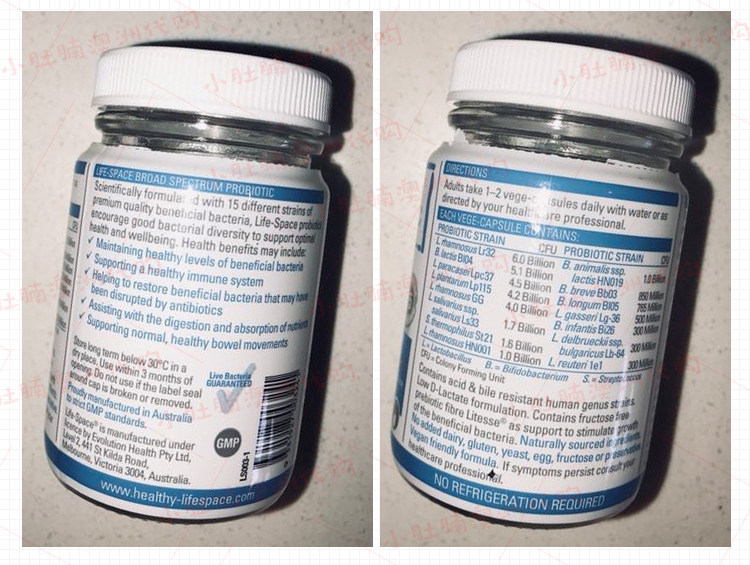 LIFE-SPACE BROAD SPECTRUM PROBIOTIC
Scientifically formulated with 15 different strains of
premium quality beneficial bacteria, Life-Space probiotics
encourage good bacterial diversity to support optimal
health and wellbeing. Health benefits may include:
✓ Maintaining healthy levels of beneficial bacteria
✓ Supporting a healthy immune system
✓ Helping to restore beneficial bacteria that may have
been disrupted by antibiotics
✓ Assisting with the digestion and absorption of nutrients
✓ Supporting normal, healthy bowel movements
Store long term below 30°C in a
dry place. Use within 3 months of
opening. Do not use if the label seal
around cap is broken or removed.
Proudly manufactured in Australia
to strict GMP standards.
Life-Space® is manufactured under
licence by Evolution Health Pty Ltd,
Level 2, 441 St Kilda Road,
Melbourne, Victoria 3004, Australia.
Live Bacteria
GUARANTEED
GMP
LS003-1
www.healthy-lifespace.com
DIRECTIONS
Adults take 1–2 vege-capsules daily with water or as
directed by your healthcare professional.
EACH VEGE-CAPSULE CONTAINS:
PROBIOTIC STRAIN CFU PROBIOTIC STRAIN CFU
L. rhamnosus Lr32 6.0 Billion B. animalis ssp.
B. lactis Bl04 5.1 Billion lactis HN019 1.0 Billion
L. paracasei Lpc37 4.5 Billion B. breve Bb03 850 Million
L. plantarum Lp115 4.2 Billion B. longum Bl05 765 Million
L. rhamnosus GG 4.0 Billion L. gasseri Lg-36 500 Million
L. salivarius ssp. B. infantis Bi26 300 Million
salivarius Ls33 1.7 Billion L. delbrueckii ssp.
S. thermophilus St21 1.6 Billion bulgaricus Lb-64 300 Million
L. rhamnosus HN001 1.0 Billion L. reuteri 1e1 300 Million
L = Lactobacillus B. = Bifidobacterium S. = Streptococcus
CFU = Colony Forming Unit
Contains acid & bile resistant human genus strains.
Low D-Lactate formulation. Contains fructose free
prebiotic fibre Litesse® as support to stimulate growth
of the beneficial bacteria. Naturally sourced ingredients.
No added dairy, gluten, yeast, egg, fructose or preservatives.
Vegan friendly formula. If symptoms persist consult your
healthcare professional.
NO REFRIGERATION REQUIRED
小肚腩澳洲代购